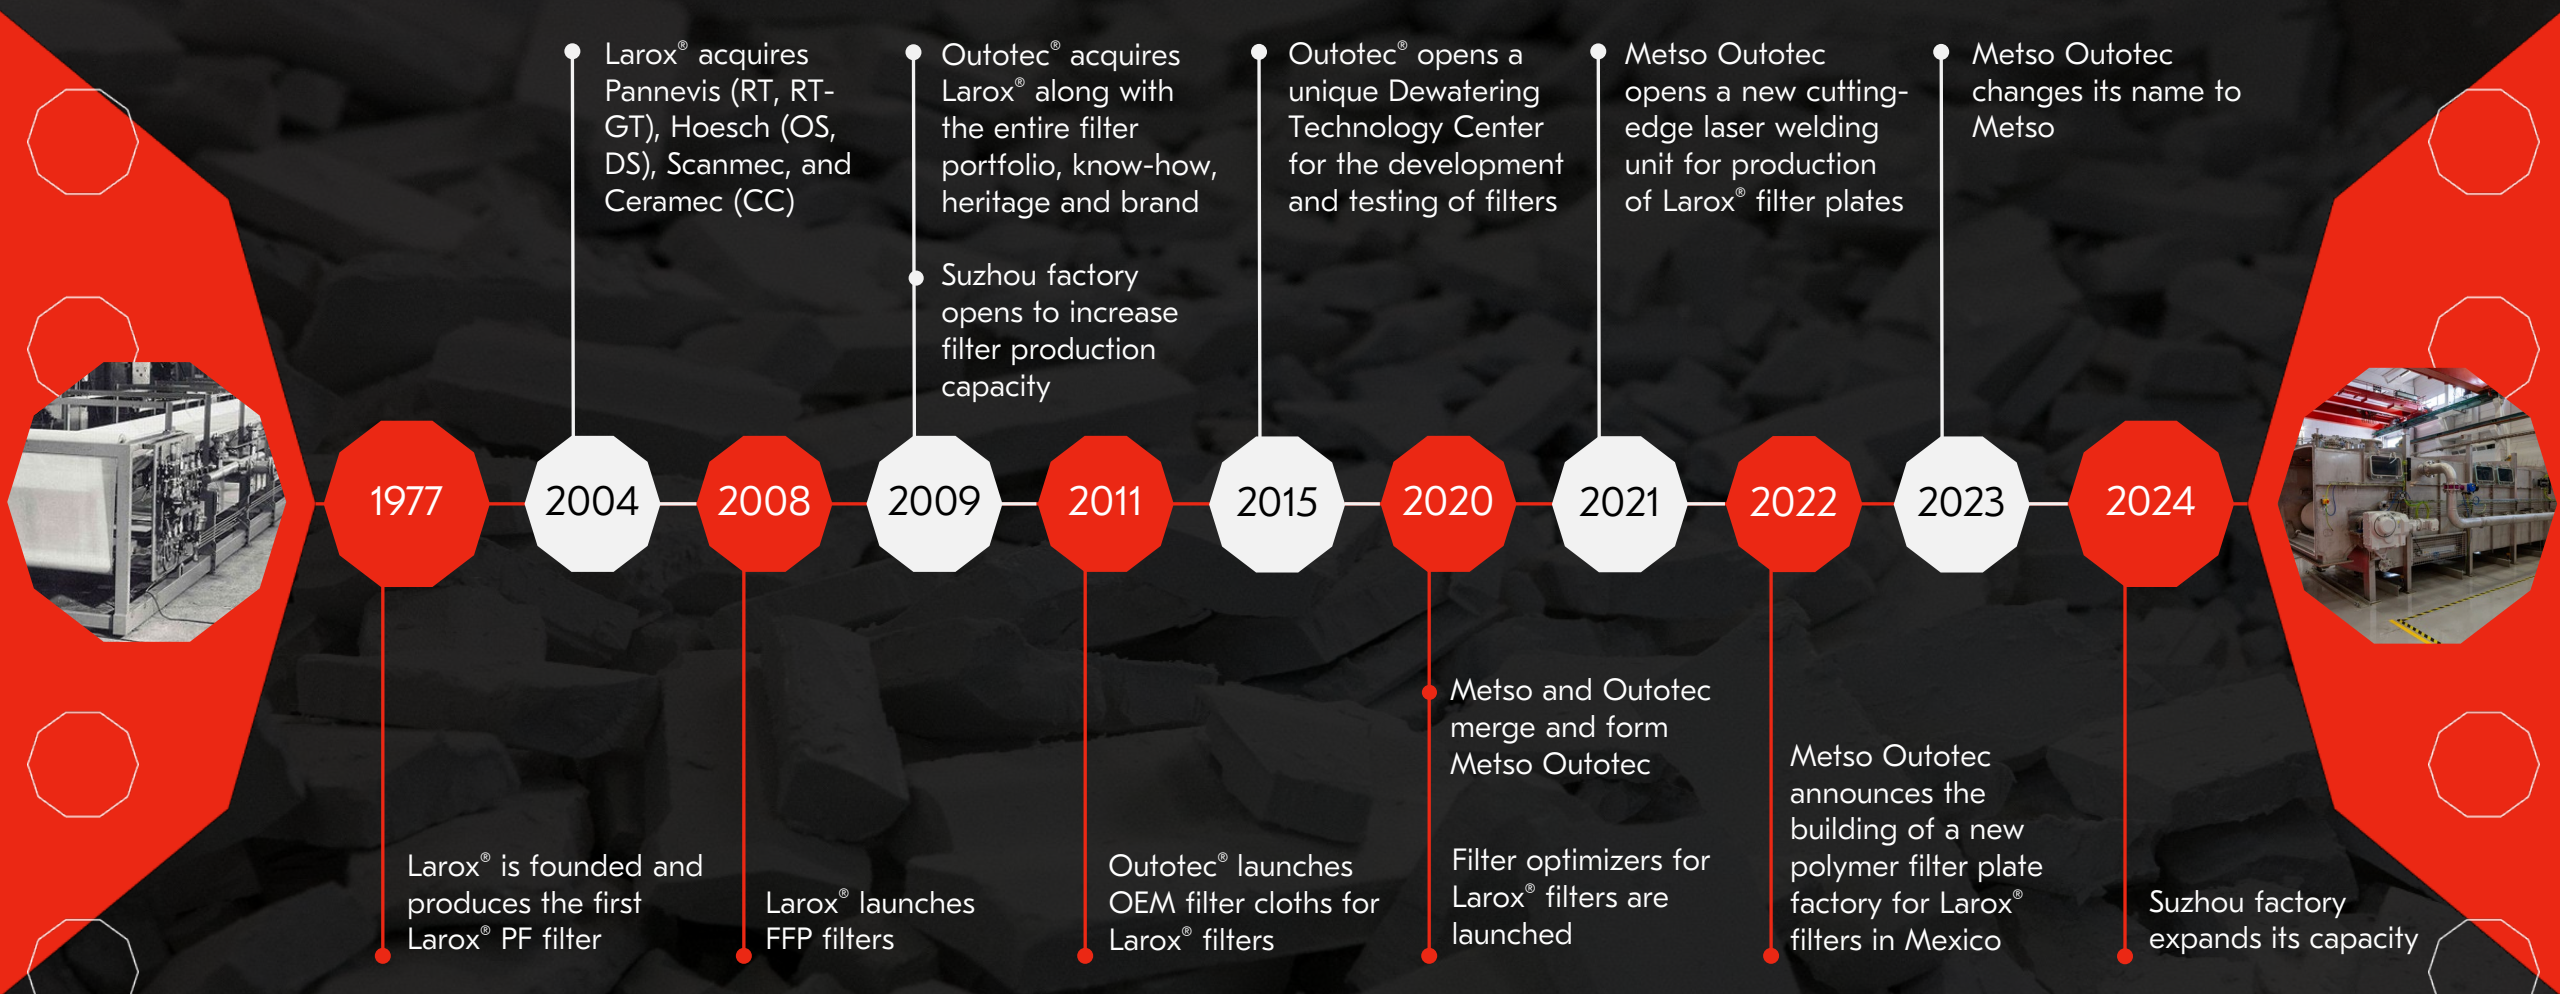 Larox® acquires
Pannevis (RT, RT-
GT), Hoesch (OS,
DS), Scanmec, and
Ceramec (CC)
Outotec® acquires
Larox® along with
the entire filter
portfolio, know-how,
heritage and brand
Suzhou factory
opens to increase
filter production
capacity
Outotec® opens a
unique Dewatering
Technology Center
for the development
and testing of filters
Metso Outotec
opens a new cutting-
edge laser welding
unit for production
of Larox® filter plates
Metso Outotec
changes its name to
Metso
1977
2004
2008
2009
2011
2015
2020
2021
2022
2023
2024
Larox® is founded and
produces the first
Larox® PF filter
Larox® launches
FFP filters
Outotec® launches
OEM filter cloths for
Larox® filters
Metso and Outotec
merge and form
Metso Outotec
Filter optimizers for
Larox® filters are
launched
Metso Outotec
announces the
building of a new
polymer filter plate
factory for Larox®
filters in Mexico
Suzhou factory
expands its capacity